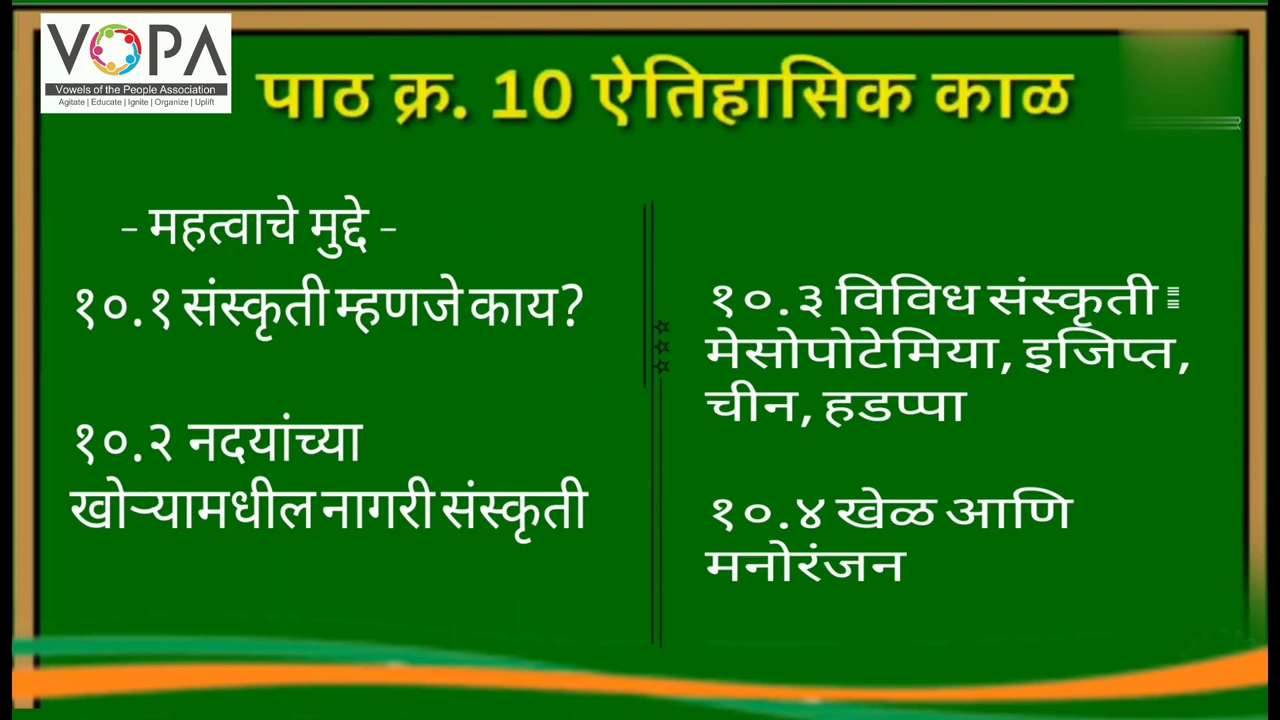 VOPA
Vowels of the People Association
Agitate | Educate | Ignite | Organize | Uplift
पाठ क्र. 10 ऐतिहासिक काळ
- महत्वाचे मुद्दे -
१०.१ संस्कृती म्हणजे काय?
१०.२ नदयांच्या
खोऱ्यामधील नागरी संस्कृती
१०.३ विविध संस्कृती
मेसोपोटेमिया, इजिप्त,
चीन, हडप्पा
१०.४ खेळ आणि
मनोरंजन